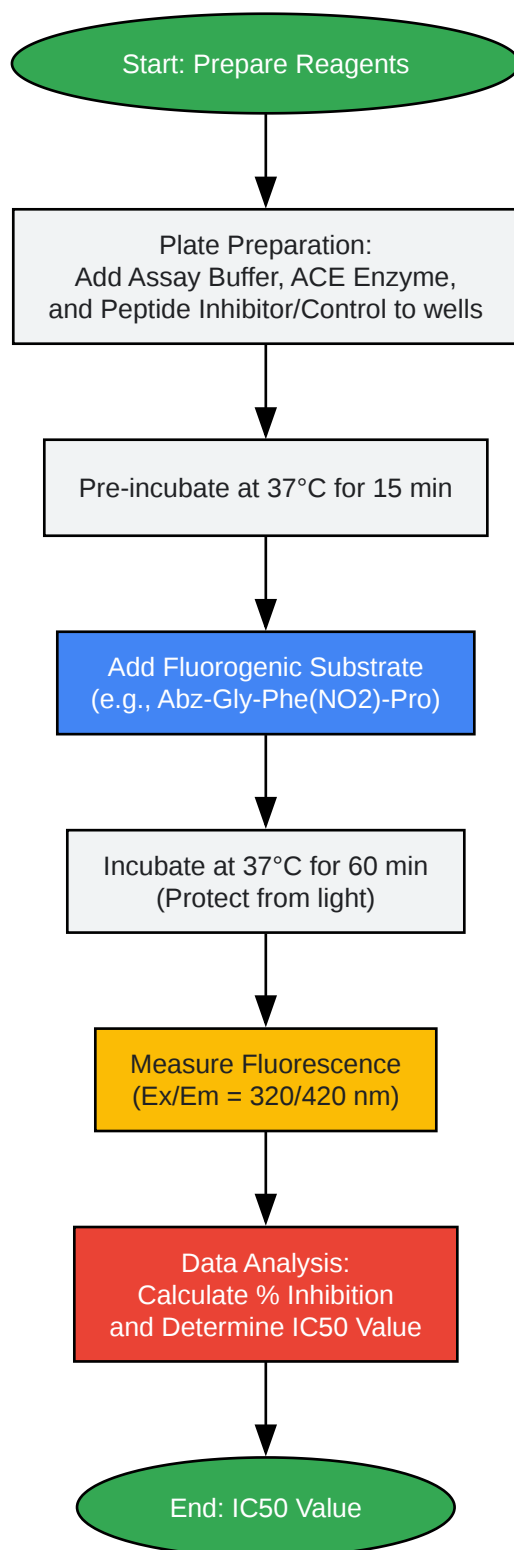 Start: Prepare Reagents
Plate Preparation:
Add Assay Buffer, ACE Enzyme,
and Peptide Inhibitor/Control to wells
Pre-incubate at 37°C for 15 min
Add Fluorogenic Substrate
(e.g., Abz-Gly-Phe(NO2)-Pro)
Incubate at 37°C for 60 min
(Protect from light)
Measure Fluorescence
(Ex/Em = 320/420 nm)
Data Analysis:
Calculate % Inhibition
and Determine IC50 Value
End: IC50 Value